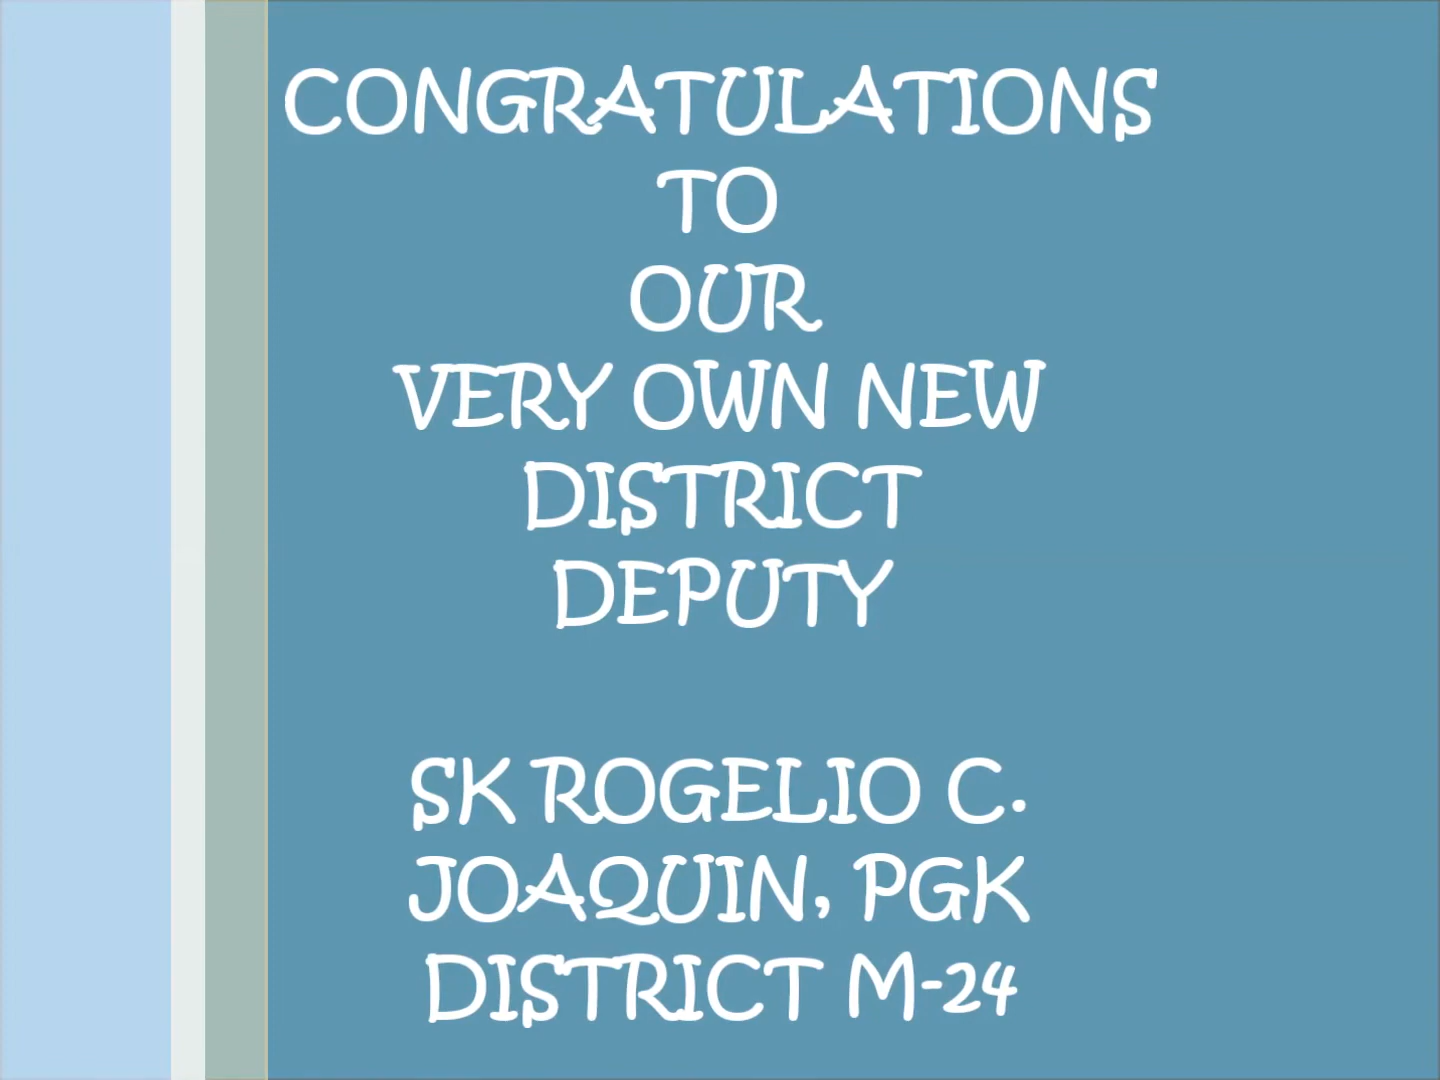 CONGRATULATIONS
TO
OUR
VERY OWN NEW
DISTRICT
DEPUTY
SK ROGELIO C.
JOAQUIN, PGK
DISTRICT M-24